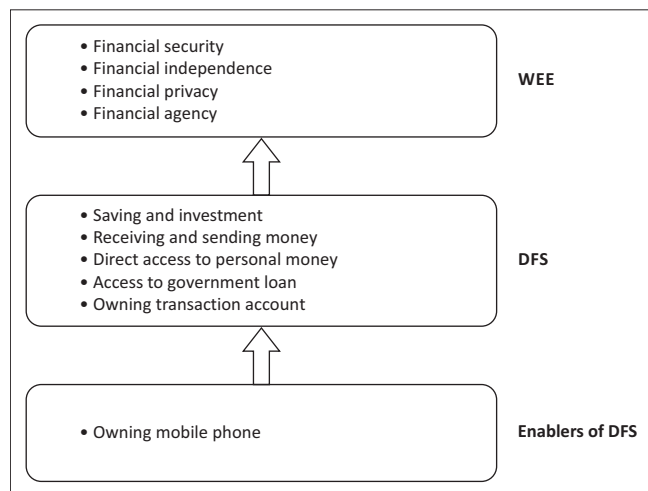 • Financial security
• Financial independence
• Financial privacy
• Financial agency
WEE
• Saving and investment
• Receiving and sending money
• Direct access to personal money
• Access to government loan
• Owning transaction account
DFS
• Owning mobile phone
Enablers of DFS